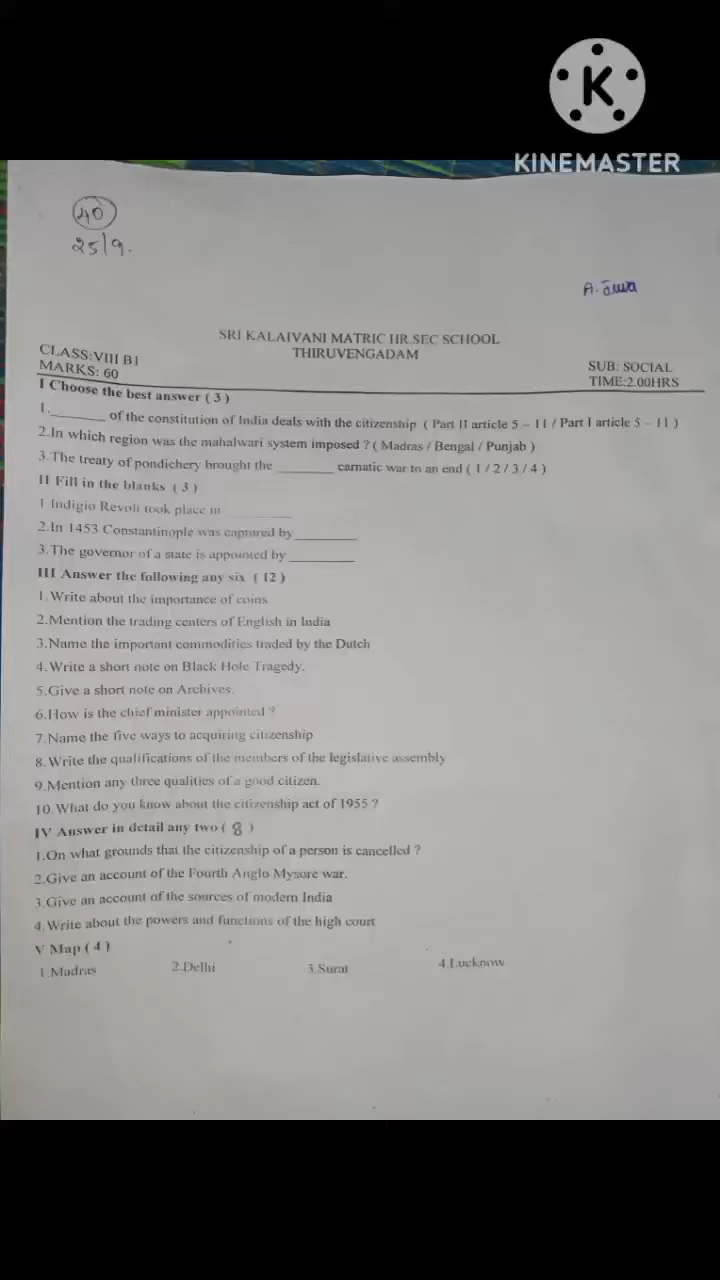 K
KINEMASTER
40
25/9.
SRI KALAIVANI MATRIC HR.SEC SCHOOL
THIRUVENGADAM
CLASS:VIII B1
MARKS: 60
SUB: SOCIAL
TIME:2.00HRS
I Choose the best answer ( 3 )
1.________ of the constitution of India deals with the citizenship ( Part II article 5 – 11 / Part I article 5 – 11 )
2.In which region was the mahalwari system imposed ? ( Madras / Bengal / Punjab )
3.The treaty of pondichery brought the ________ carnatic war to an end ( 1 / 2 / 3 / 4 )
II Fill in the blanks ( 3 )
1 Indigio Revolt took place in ________
2.In 1453 Constantinople was captured by ________
3.The governor of a state is appointed by ________
III Answer the following any six ( 12 )
1.Write about the importance of coins
2.Mention the trading centers of English in India
3.Name the important commodities traded by the Dutch
4.Write a short note on Black Hole Tragedy.
5.Give a short note on Archives.
6.How is the chief minister appointed ?
7.Name the five ways to acquiring citizenship
8.Write the qualifications of the members of the legislative assembly
9.Mention any three qualities of a good citizen.
10.What do you know about the citizenship act of 1955 ?
IV Answer in detail any two ( 8 )
1.On what grounds that the citizenship of a person is cancelled ?
2.Give an account of the Fourth Anglo Mysore war.
3.Give an account of the sources of modern India
4.Write about the powers and functions of the high court
V Map ( 4 )
1.Madras 2.Delhi 3.Surat 4.Lucknow